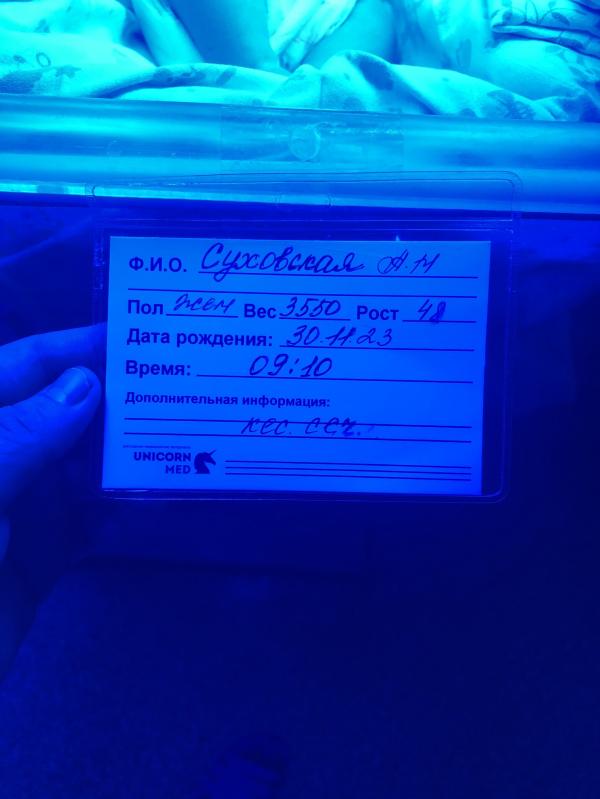 Ф.И.О. Суховская А.М
Пол жен Вес 3550 Рост 48
Дата рождения: 30.11.23
Время: 09:10
Дополнительная информация:
кес. сеч.
UNICORN
MED